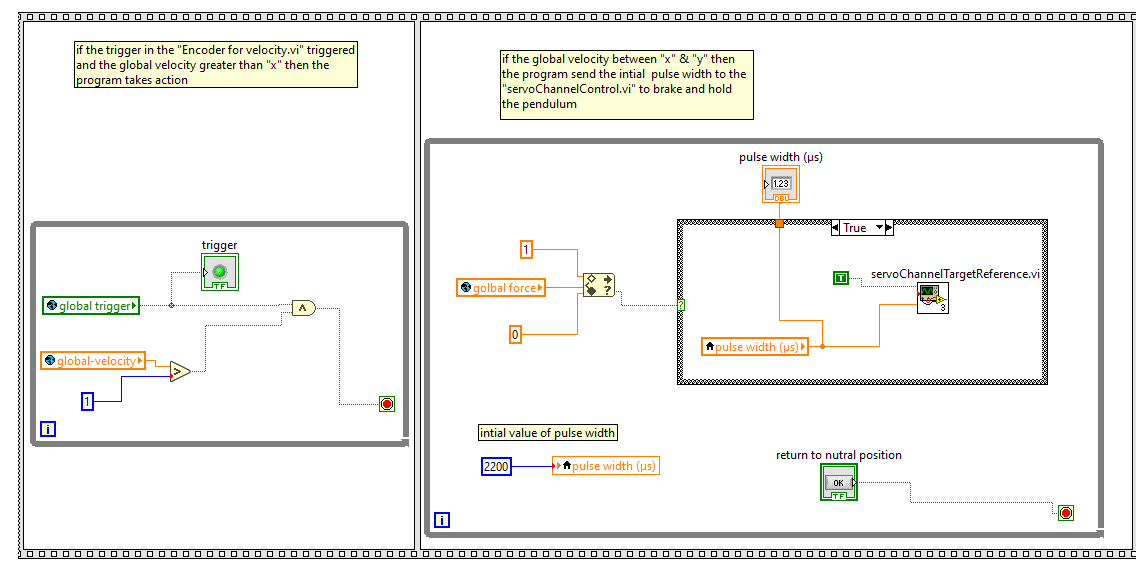 if the trigger in the "Encoder for velocity.vi" triggered
and the global velocity greater than "x" then the
program takes action
trigger
TF
global trigger
global-velocity
1
i
if the global velocity between "x" & "y" then
the program send the intial  pulse width to the
"servoChannelControl.vi" to brake and hold
the pendulum
pulse width (µs)
1.23
DBL
True
1
golbal force
0
?
?
T
servoChannelTargetReference.vi
3
pulse width (µs)
intial value of pulse width
2200
pulse width (µs)
return to nutral position
OK
TF
i